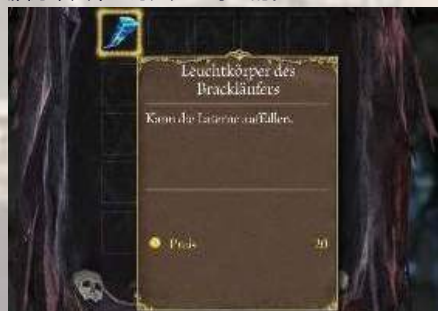 Leuchtkörper des
Brackläufers
Kann die Laterne auffüllen.
Preis 20